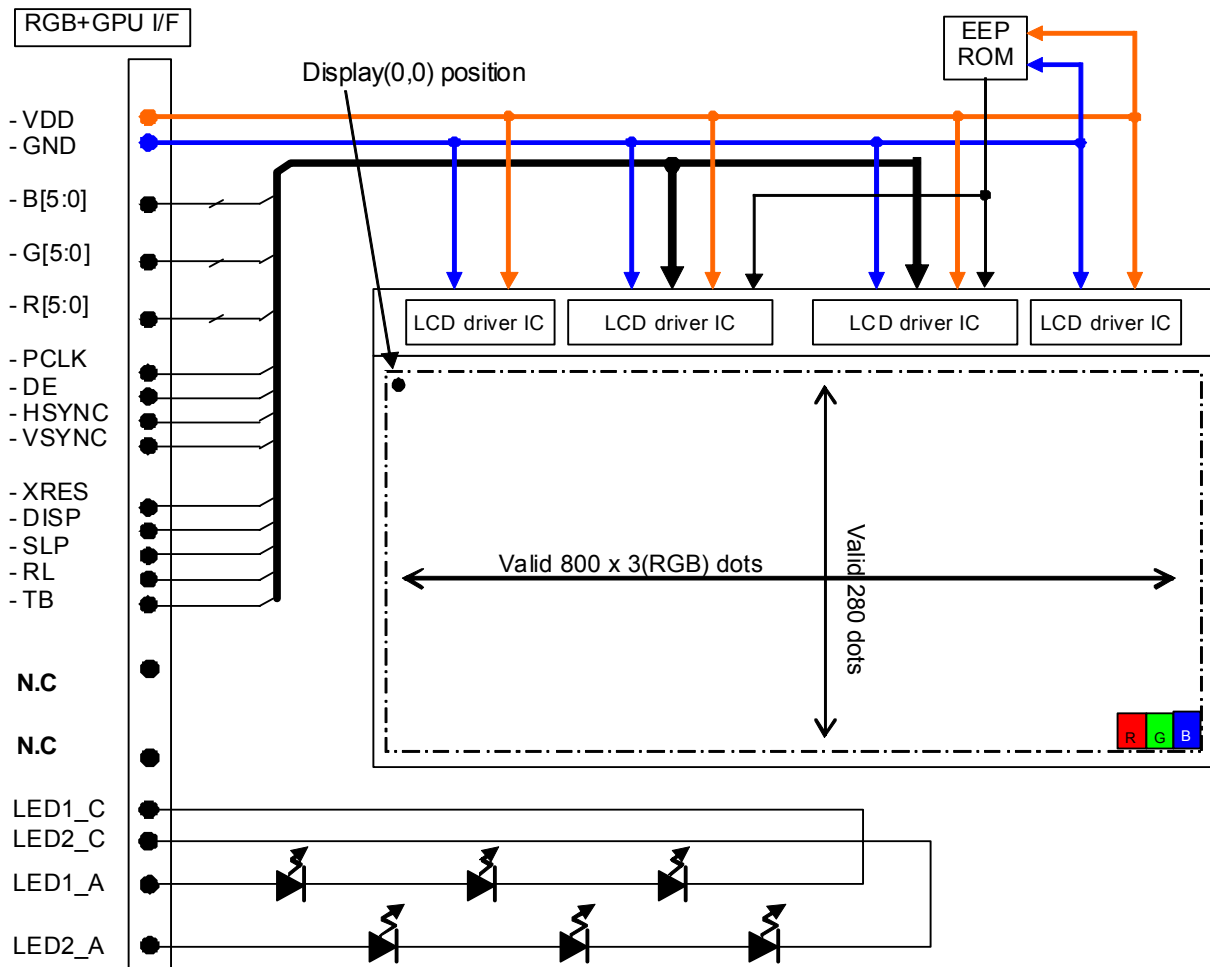 RGB+GPU I/F
EEP
ROM
Display(0,0) position
- VDD
- GND
- B[5:0]
- G[5:0]
- R[5:0]
- PCLK
- DE
- HSYNC
- VSYNC
- XRES
- DISP
- SLP
- RL
- TB
N.C
N.C
LED1_C
LED2_C
LED1_A
LED2_A
LCD driver IC
LCD driver IC
LCD driver IC
LCD driver IC
Valid 800 x 3(RGB) dots
Valid 280 dots
R G B